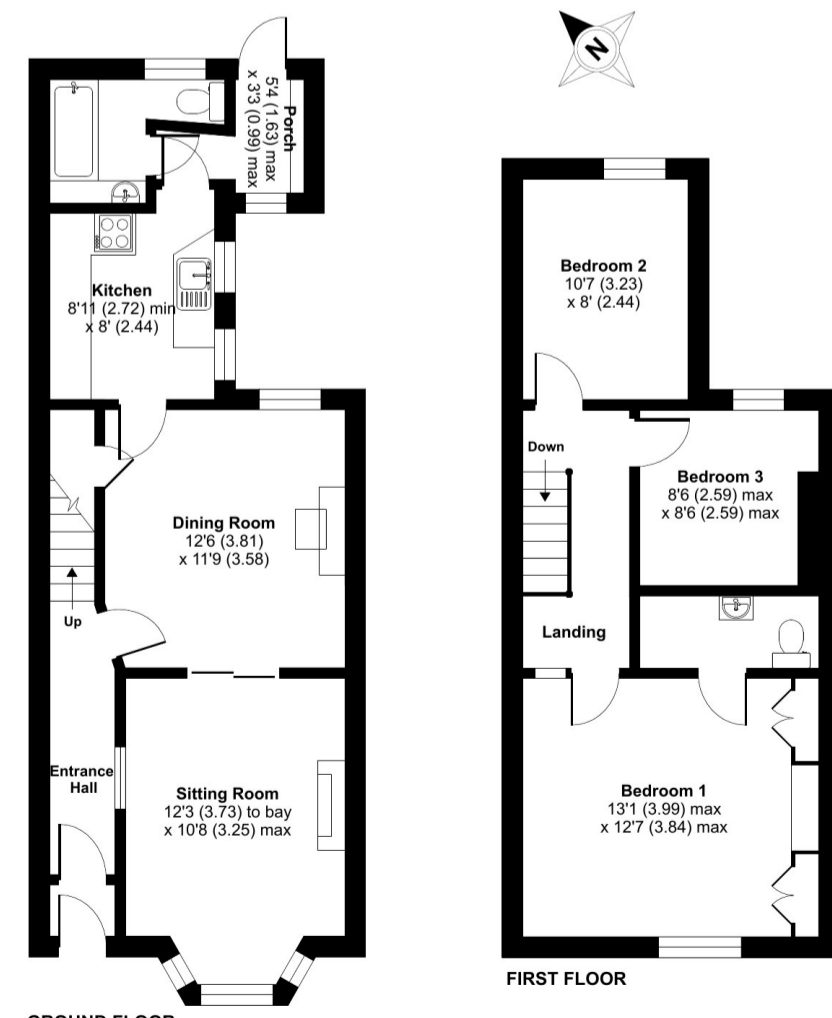 N
Porch
5'4 (1.63) max
x 3'3 (0.99) max
Kitchen
8'11 (2.72) min
x 8' (2.44)
Dining Room
12'6 (3.81)
x 11'9 (3.58)
Up
Entrance
Hall
Sitting Room
12'3 (3.73) to bay
x 10'8 (3.25) max
GROUND FLOOR
Bedroom 2
10'7 (3.23)
x 8' (2.44)
Down
Bedroom 3
8'6 (2.59) max
x 8'6 (2.59) max
Landing
Bedroom 1
13'1 (3.99) max
x 12'7 (3.84) max
FIRST FLOOR